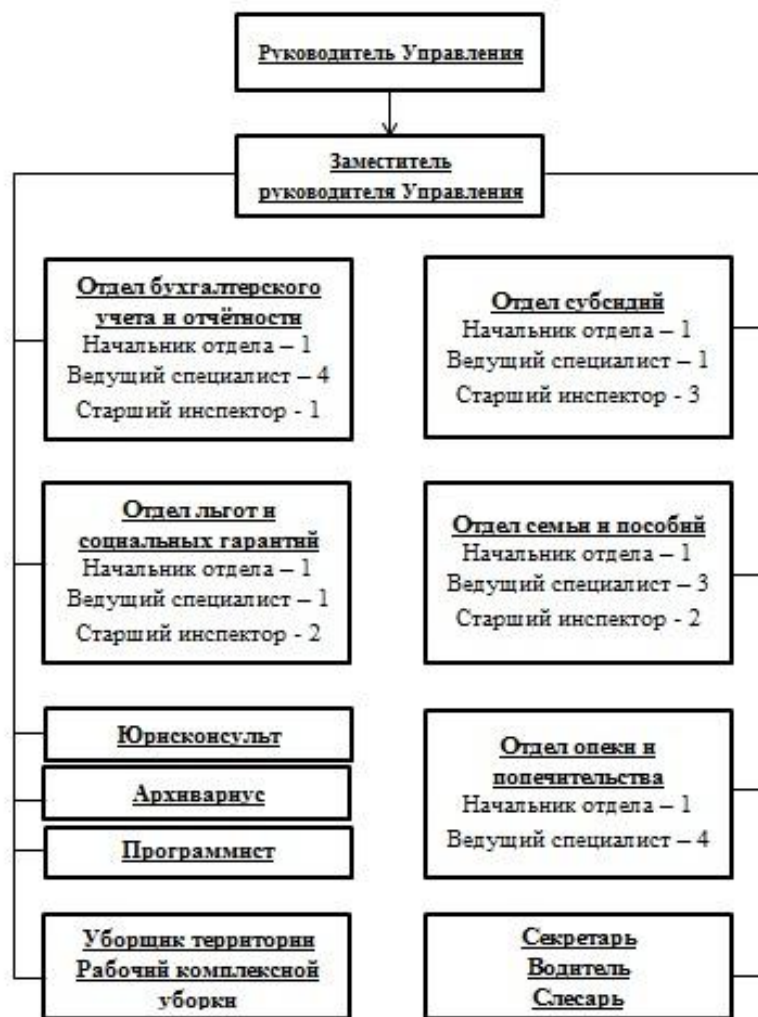 Руководитель Управления
Заместитель
руководителя Управления
Отдел бухгалтерского
учета и отчётности
Начальник отдела – 1
Ведущий специалист – 4
Старший инспектор - 1
Отдел субсидий
Начальник отдела – 1
Ведущий специалист – 1
Старший инспектор - 3
Отдел льгот и
социальных гарантий
Начальник отдела – 1
Ведущий специалист – 1
Старший инспектор - 2
Отдел семьи и пособий
Начальник отдела – 1
Ведущий специалист – 3
Старший инспектор - 2
Юрисконсульт
Архивариус
Программист
Отдел опеки и
попечительства
Начальник отдела – 1
Ведущий специалист – 4
Уборщик территории
Рабочий комплексной
уборки
Секретарь
Водитель
Слесарь